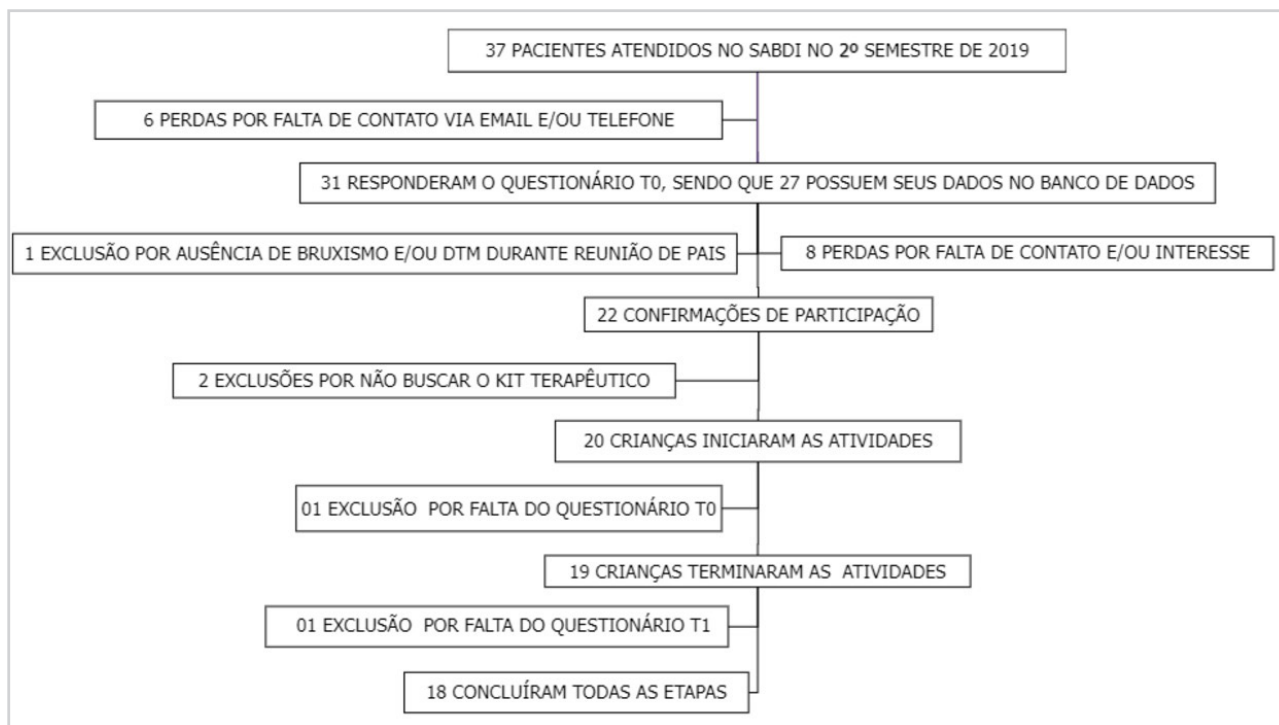 37 PACIENTES ATENDIDOS NO SABDI NO 2º SEMESTRE DE 2019
6 PERDAS POR FALTA DE CONTATO VIA EMAIL E/OU TELEFONE
31 RESPONDERAM O QUESTIONÁRIO T0, SENDO QUE 27 POSSUEM SEUS DADOS NO BANCO DE DADOS
1 EXCLUSÃO POR AUSÊNCIA DE BRUXISMO E/OU DTM DURANTE REUNIÃO DE PAIS
8 PERDAS POR FALTA DE CONTATO E/OU INTERESSE
22 CONFIRMAÇÕES DE PARTICIPAÇÃO
2 EXCLUSÕES POR NÃO BUSCAR O KIT TERAPÊUTICO
20 CRIANÇAS INICIARAM AS ATIVIDADES
01 EXCLUSÃO POR FALTA DO QUESTIONÁRIO T0
19 CRIANÇAS TERMINARAM AS ATIVIDADES
01 EXCLUSÃO POR FALTA DO QUESTIONÁRIO T1
18 CONCLUÍRAM TODAS AS ETAPAS